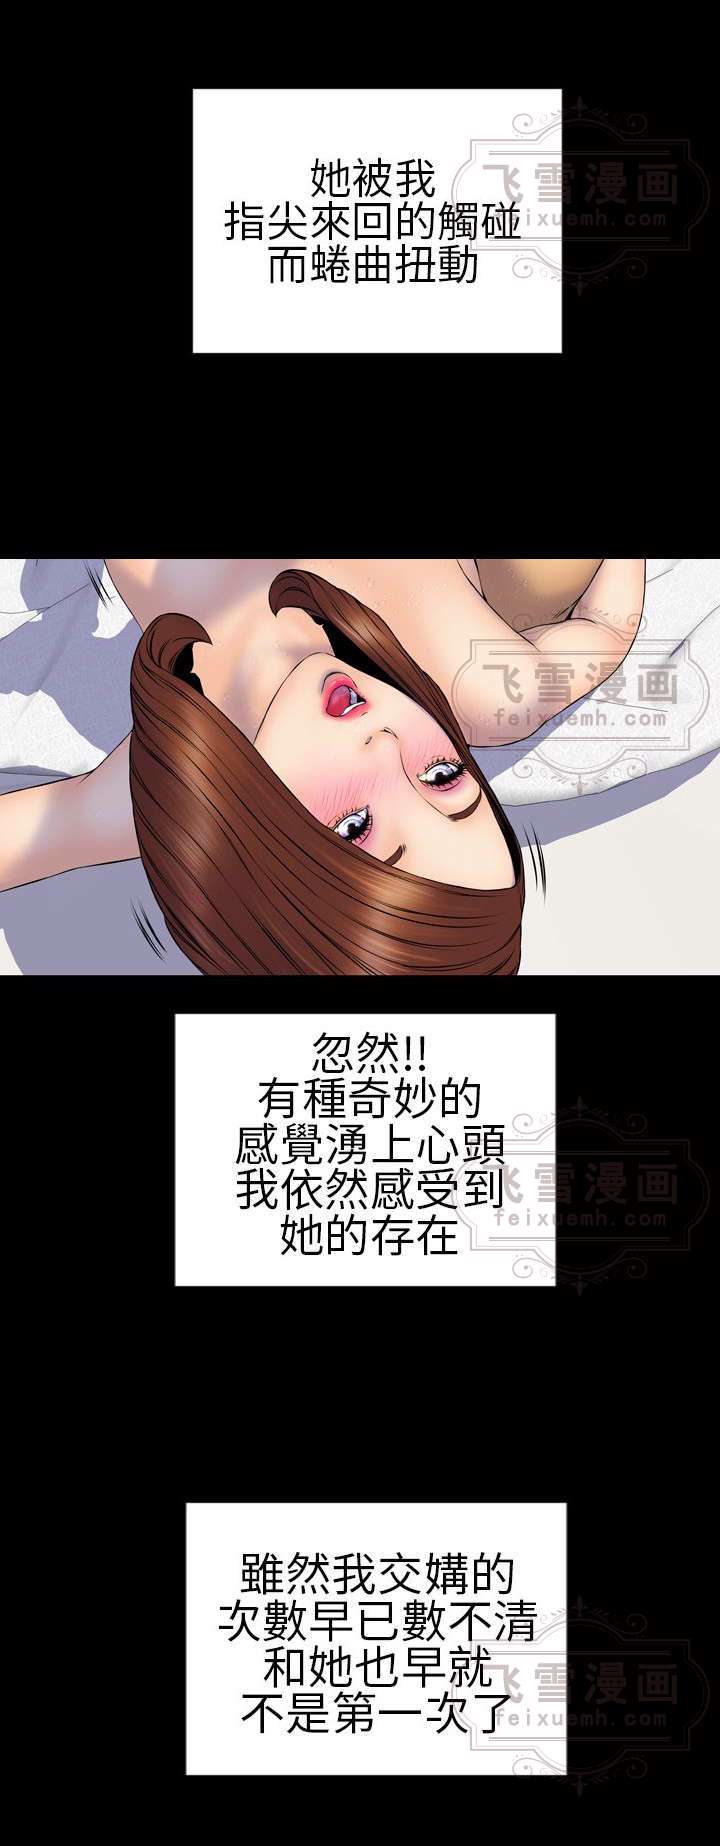 她被我
指尖來回的觸碰
而蜷曲扭動
飞雪漫画
feixuemh.com
飞雪漫画
feixuemh.com
忽然!!
有種奇妙的
感覺湧上心頭
我依然感受到
她的存在
飞雪漫画
feixuemh.com
雖然我交媾的
次數早已數不清
和她也早就
不是第一次了
飞雪漫画
feixuemh.com